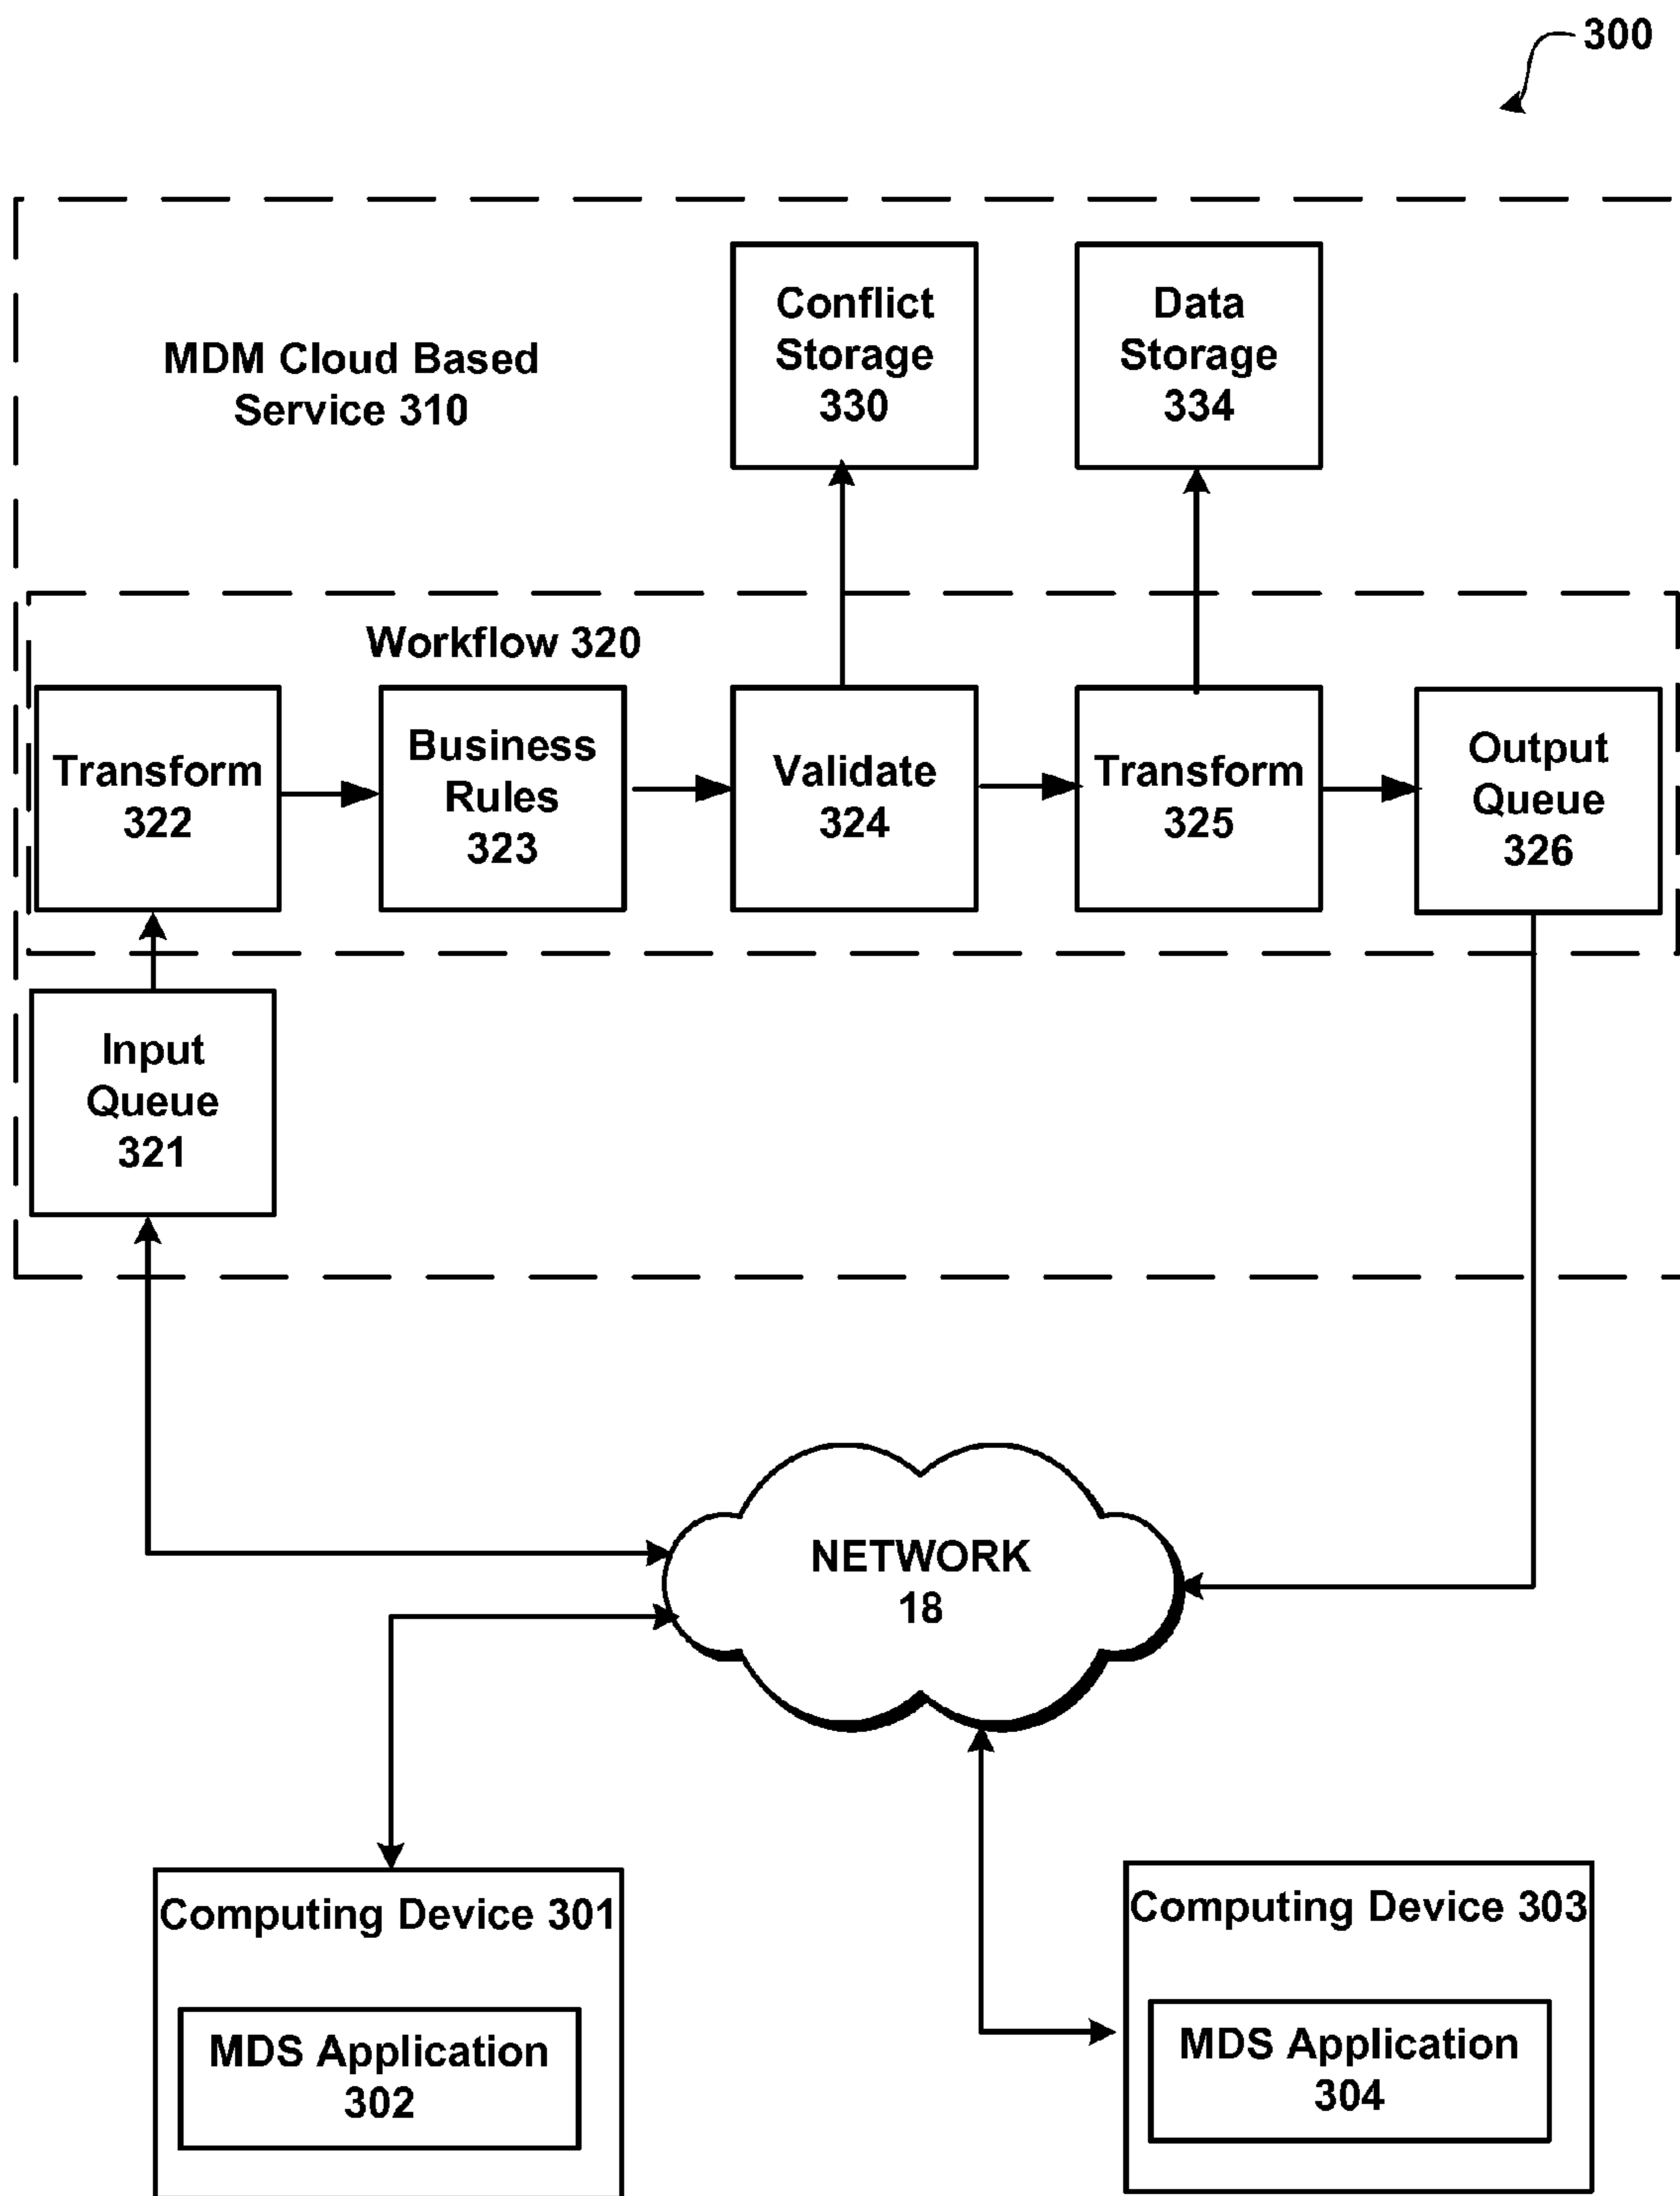 300
MDM Cloud Based
Service 310
Conflict
Storage
330
Data
Storage
334
Workflow 320
Transform
322
Business
Rules
323
Validate
324
Transform
325
Output
Queue
326
Input
Queue
321
NETWORK
18
Computing Device 301
MDS Application
302
Computing Device 303
MDS Application
304